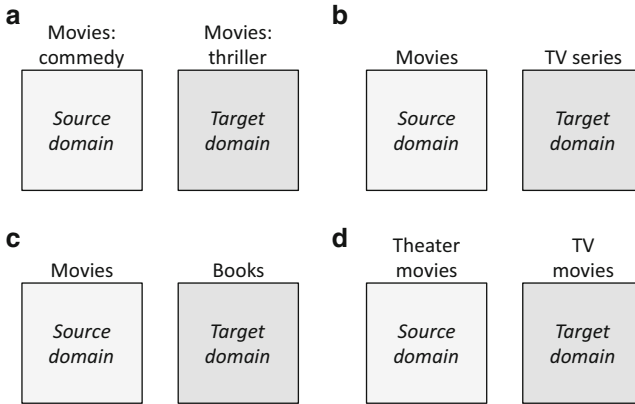 a
Movies:
commedy
Movies:
thriller
Source
domain
Target
domain
b
Movies
TV series
Source
domain
Target
domain
c
Movies
Books
Source
domain
Target
domain
d
Theater
movies
TV
movies
Source
domain
Target
domain